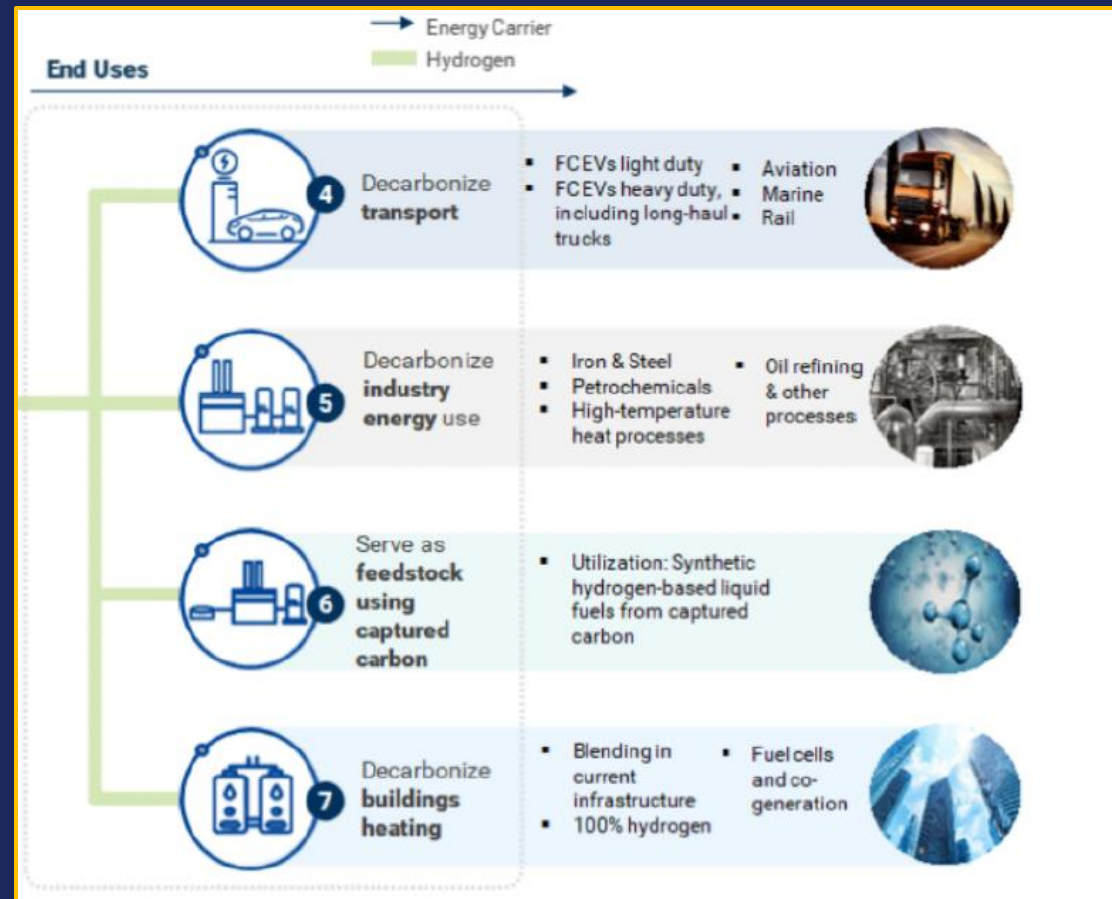 Energy Carrier
Hydrogen
End Uses
4
Decarbonize
transport
▪ FCEVs light duty
▪ FCEVs heavy duty,
including long-haul
trucks
▪ Aviation
▪ Marine
▪ Rail
5
Decarbonize
industry
energy use
▪ Iron & Steel
▪ Petrochemicals
▪ High-temperature
heat processes
▪ Oil refining
& other
processes
6
Serve as
feedstock
using
captured
carbon
▪ Utilization: Synthetic
hydrogen-based liquid
fuels from captured
carbon
7
Decarbonize
buildings
heating
▪ Blending in
current
infrastructure
▪ 100% hydrogen
▪ Fuel cells
and co-
generation